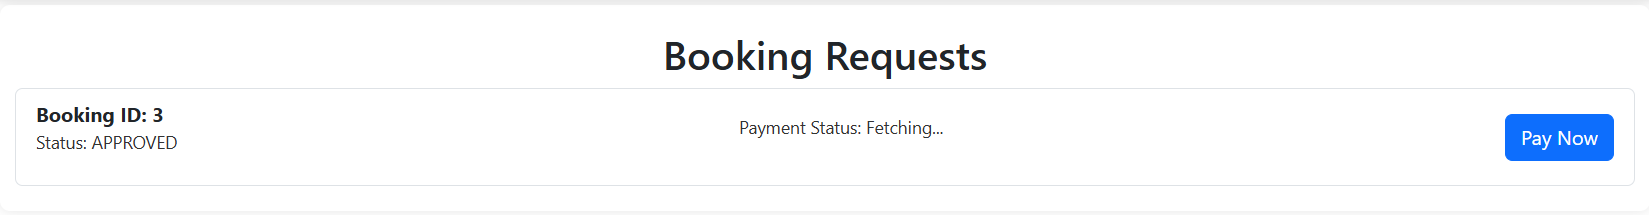 Booking Requests
Booking ID: 3
Status: APPROVED
Payment Status: Fetching...
Pay Now